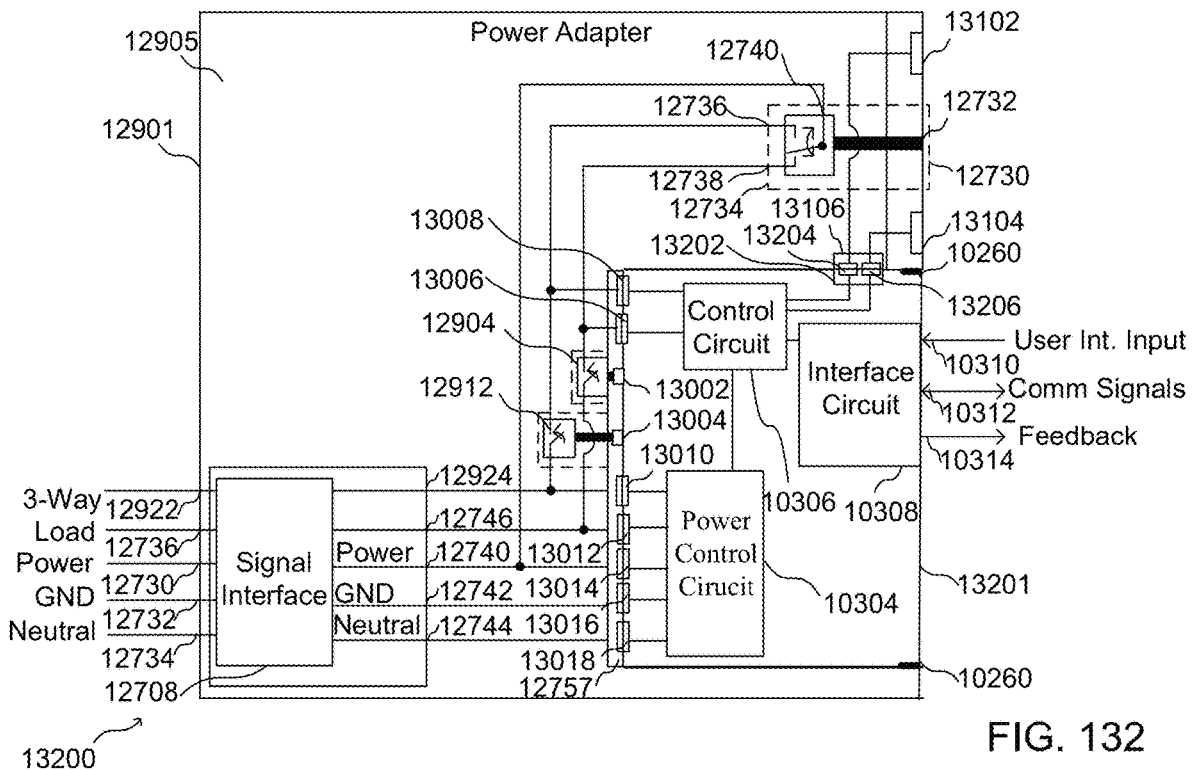 12905
Power Adapter
13102
12740
12736
12732
12901
12738
12730
12734
13106
13008
13204
13104
13202
10260
13006
13206
12904
Control Circuit
User Int. Input
10310
Interface Circuit
13002
Comm Signals
12912
13004
10312
Feedback
13010
10314
12924
3-Way
12922
10306
10308
Load
12746
12736
Power
12740
13012
Power Control Cirucit
Power
Signal Interface
12730
GND
12742
13014
13201
GND
10304
12732
Neutral
12744
13016
Neutral
12734
13018
12708
12757
10260
13200
FIG. 132